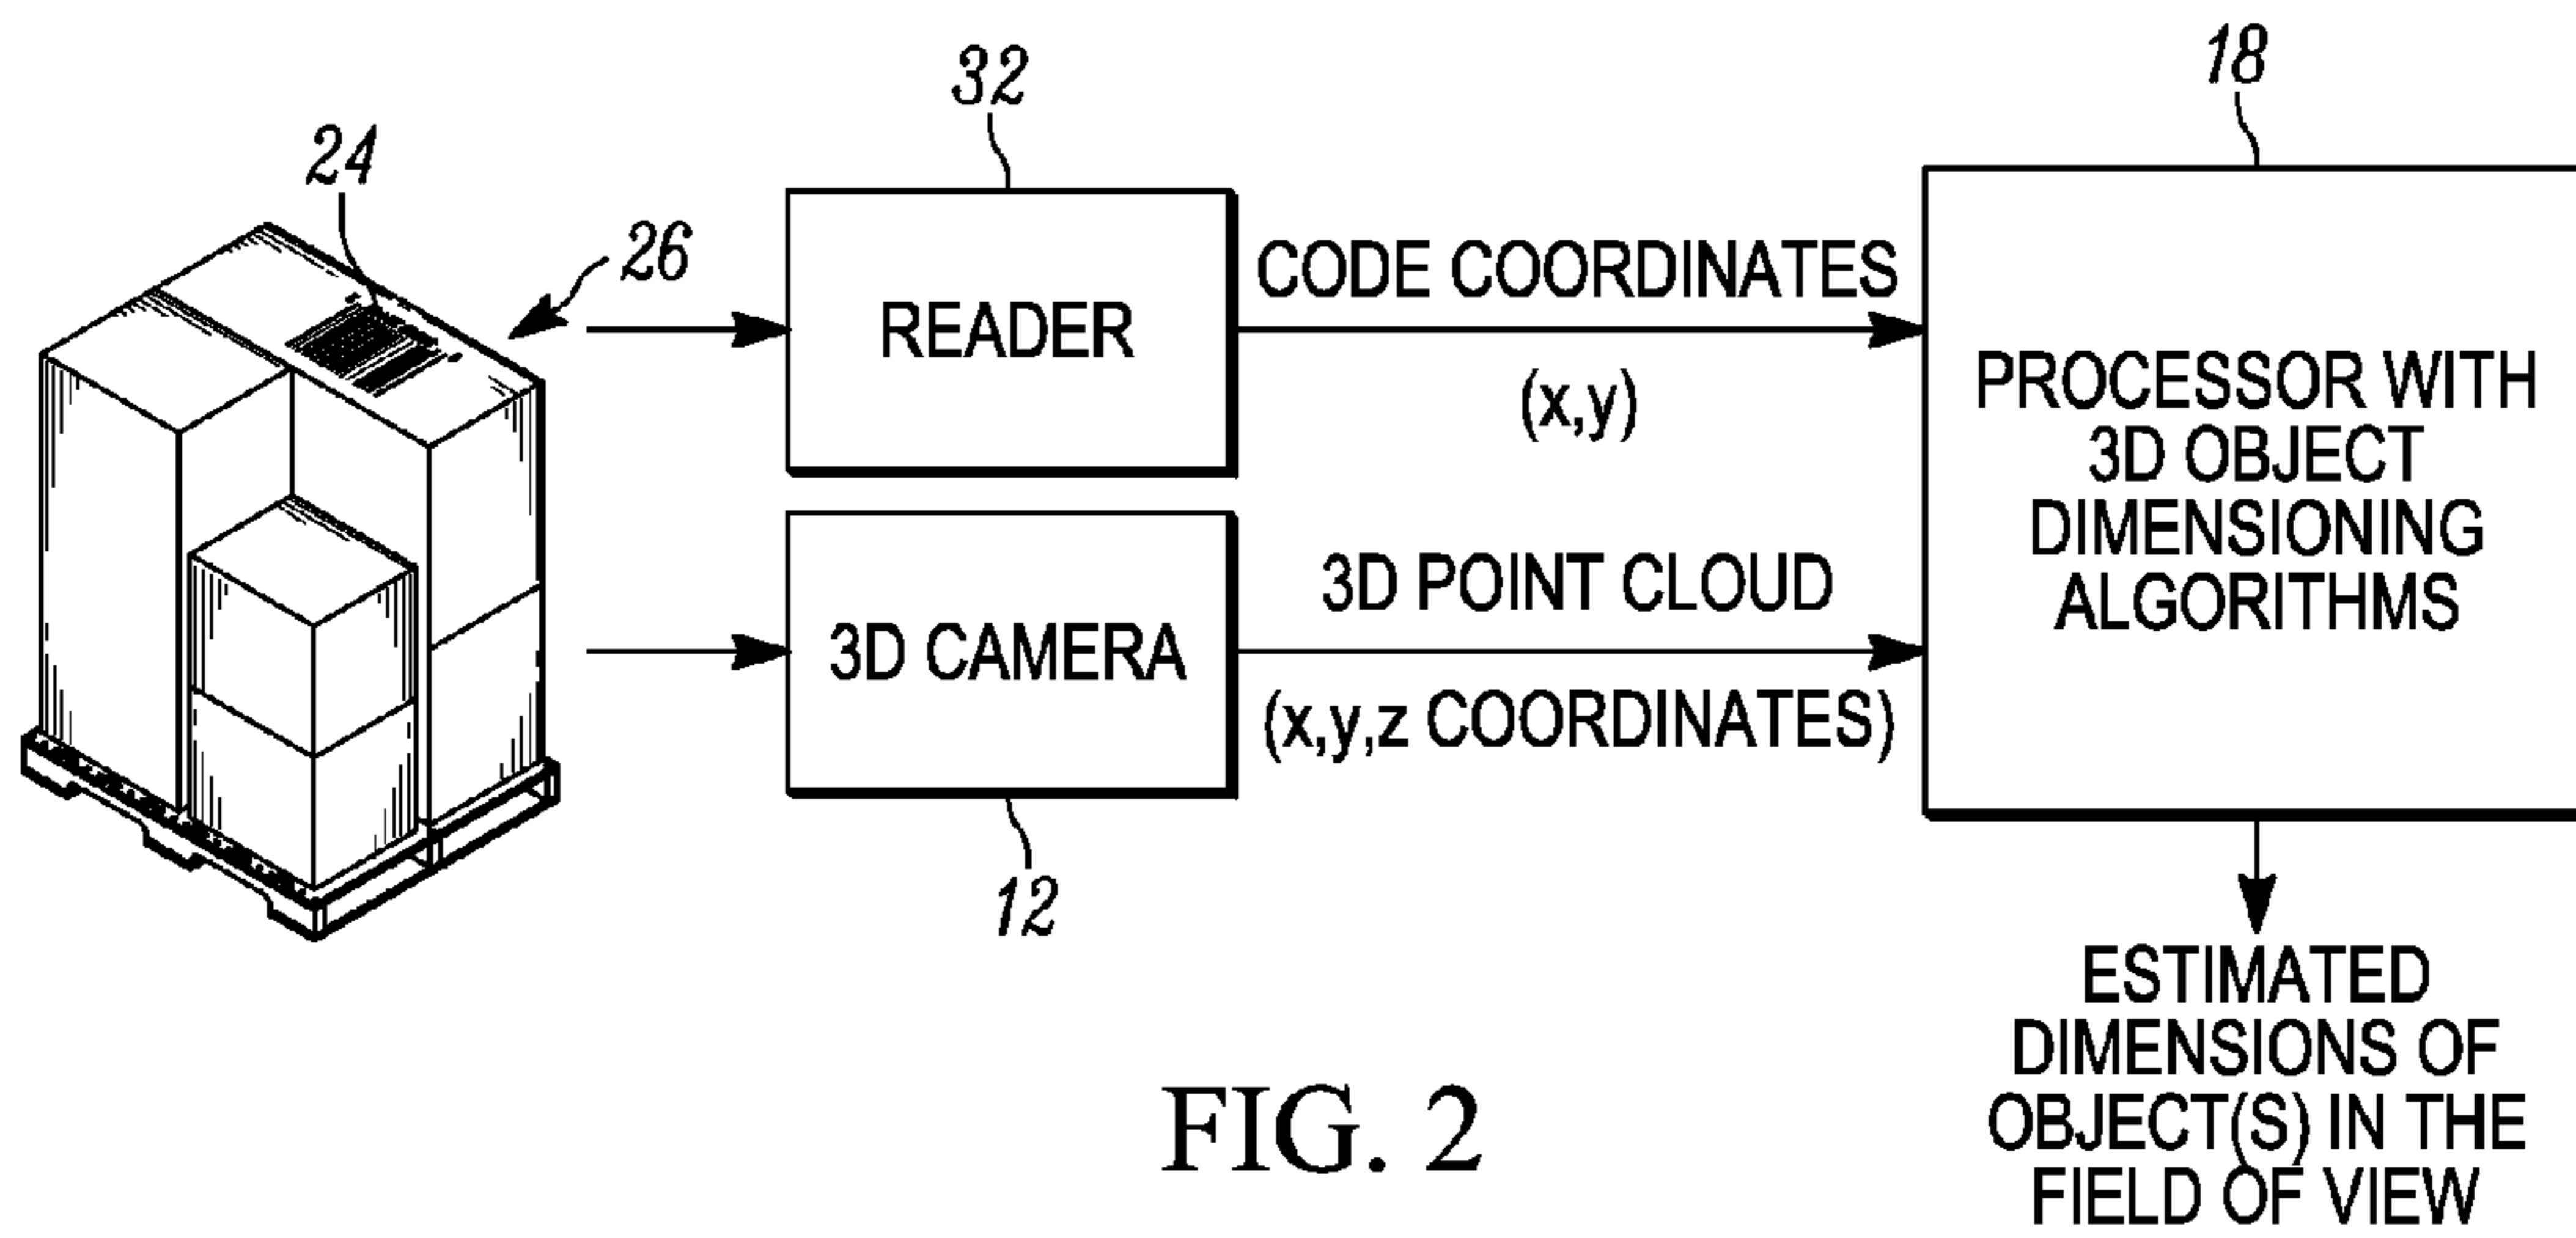 32
18
24
26
READER
CODE COORDINATES
(x,y)
PROCESSOR WITH
3D OBJECT
DIMENSIONING
ALGORITHMS
3D CAMERA
3D POINT CLOUD
(x,y,z COORDINATES)
12
ESTIMATED
DIMENSIONS OF
OBJECT(S) IN THE
FIELD OF VIEW
FIG. 2